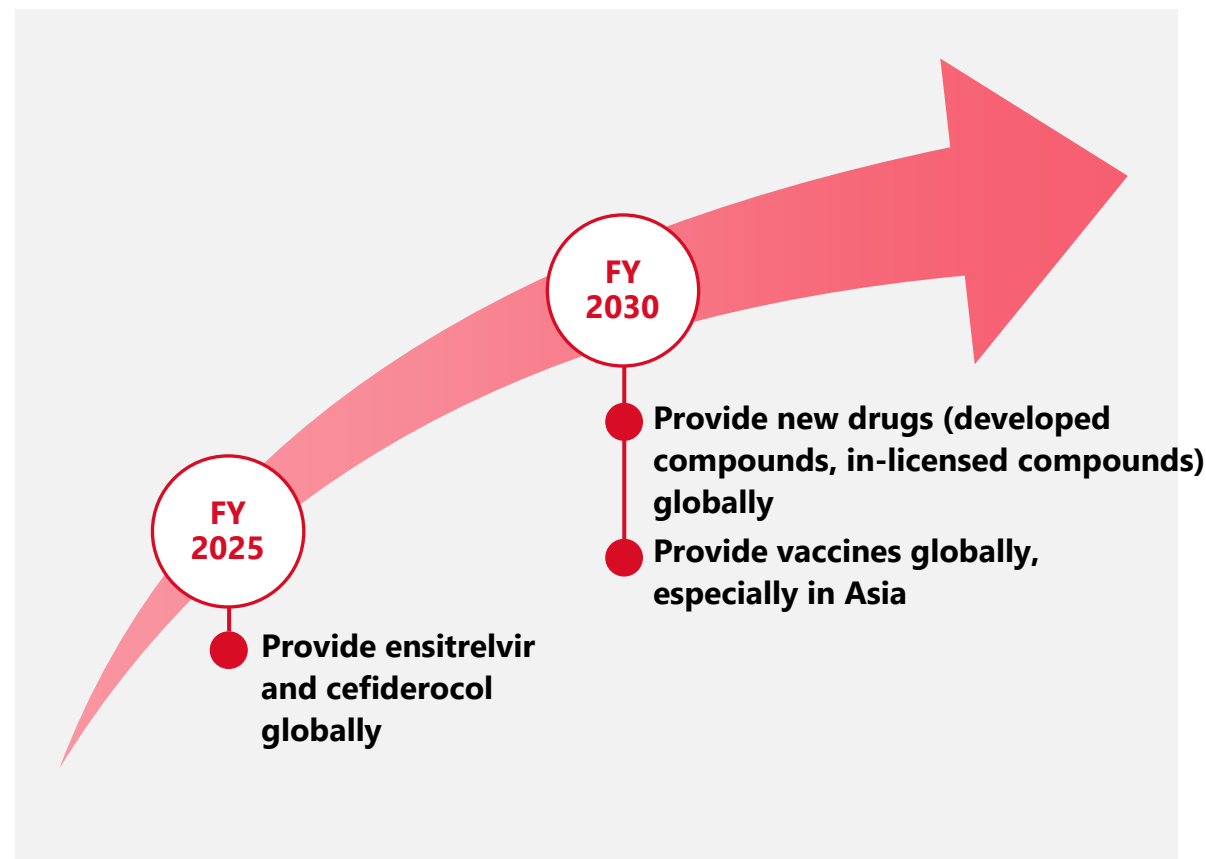 FY
2025
Provide ensitrelvir
and cefiderocol
globally
FY
2030
Provide new drugs (developed
compounds, in-licensed compounds)
globally
Provide vaccines globally,
especially in Asia